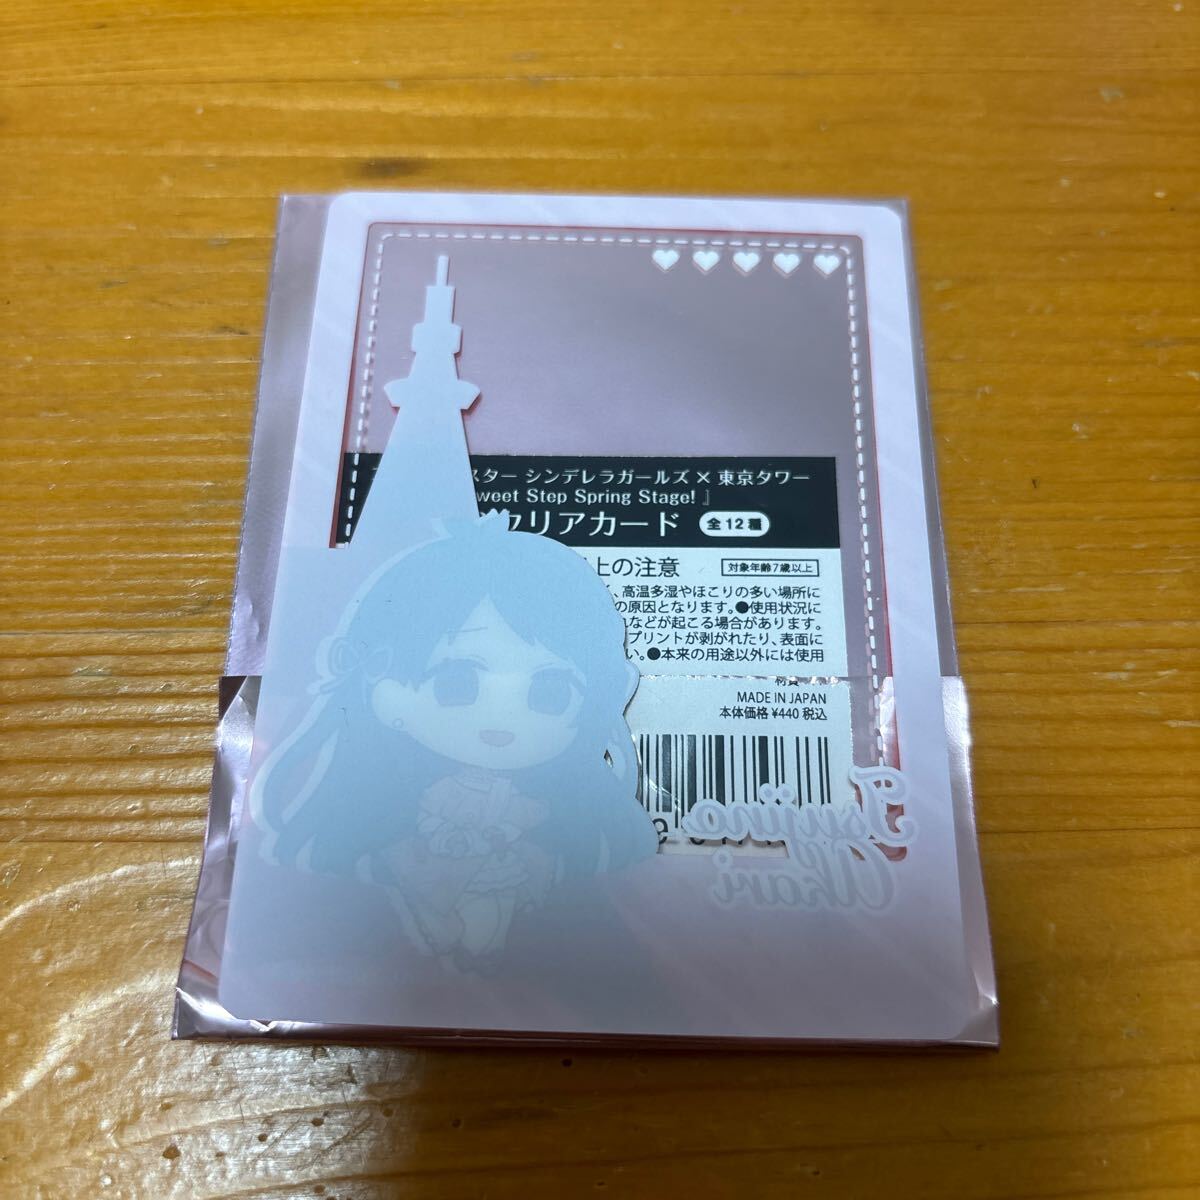 スター シンデレラガールズ × 東京タワー
weet Step Spring Stage! 』
クリアカード 全12種
上の注意 対象年齢7歳以上
、高温多湿やほこりの多い場所に
の原因となります。●使用状況に
れなどが起こる場合があります。
プリントが剥がれたり、表面に
い。●本来の用途以外には使用
MADE IN JAPAN
本体価格 ¥440 税込
Tsujino
Akari